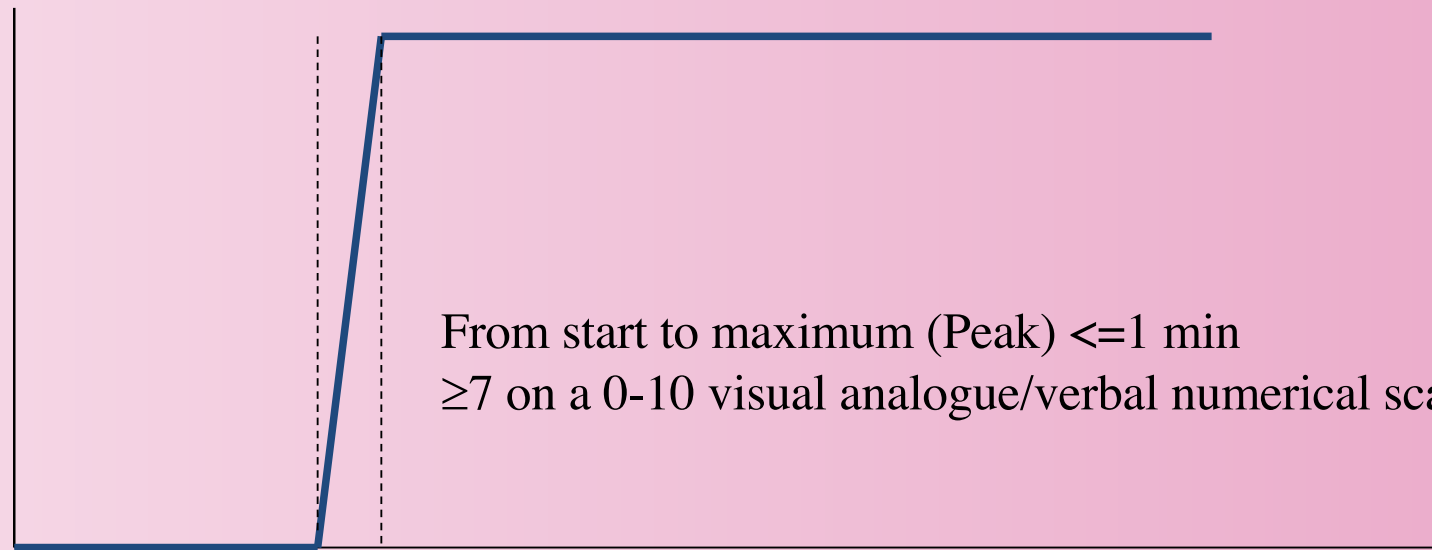 From start to maximum (Peak) <=1 min
≥7 on a 0-10 visual analogue/verbal numerical